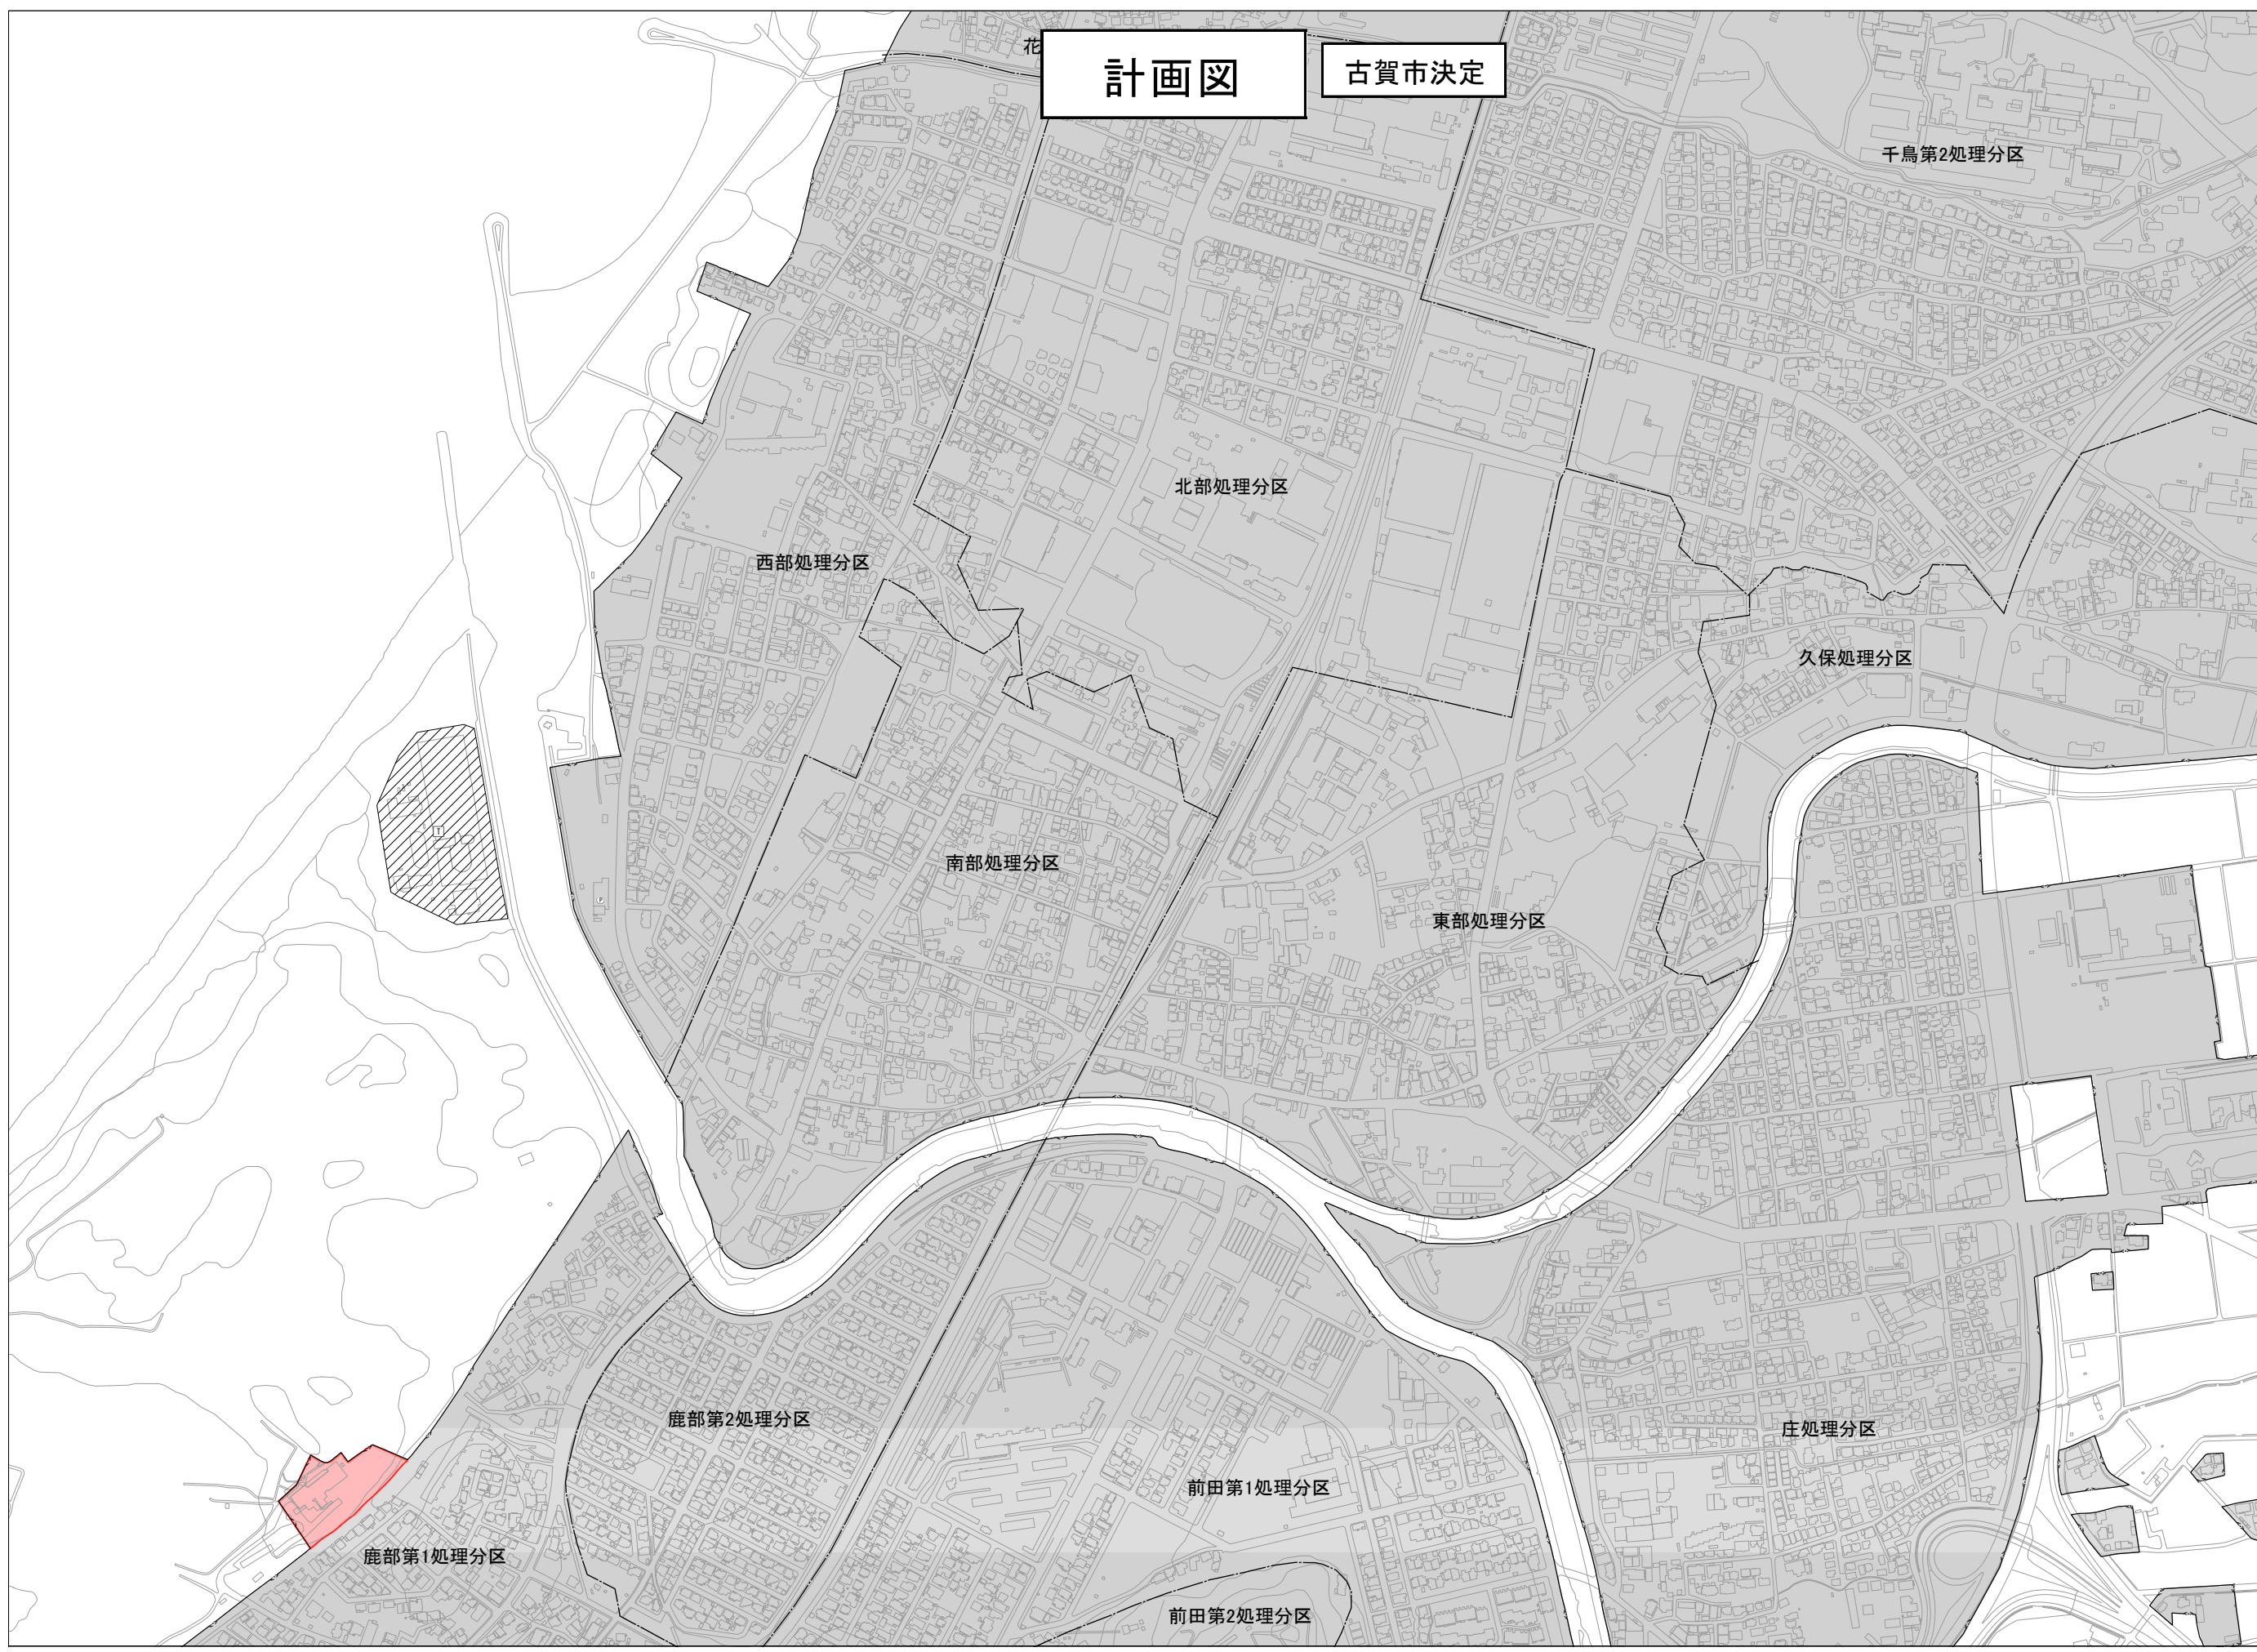 花
計画図
古賀市決定
千鳥第2処理分区
北部処理分区
西部処理分区
久保処理分区
T
南部処理分区
P
東部処理分区
鹿部第2処理分区
庄処理分区
前田第1処理分区
鹿部第1処理分区
前田第2処理分区